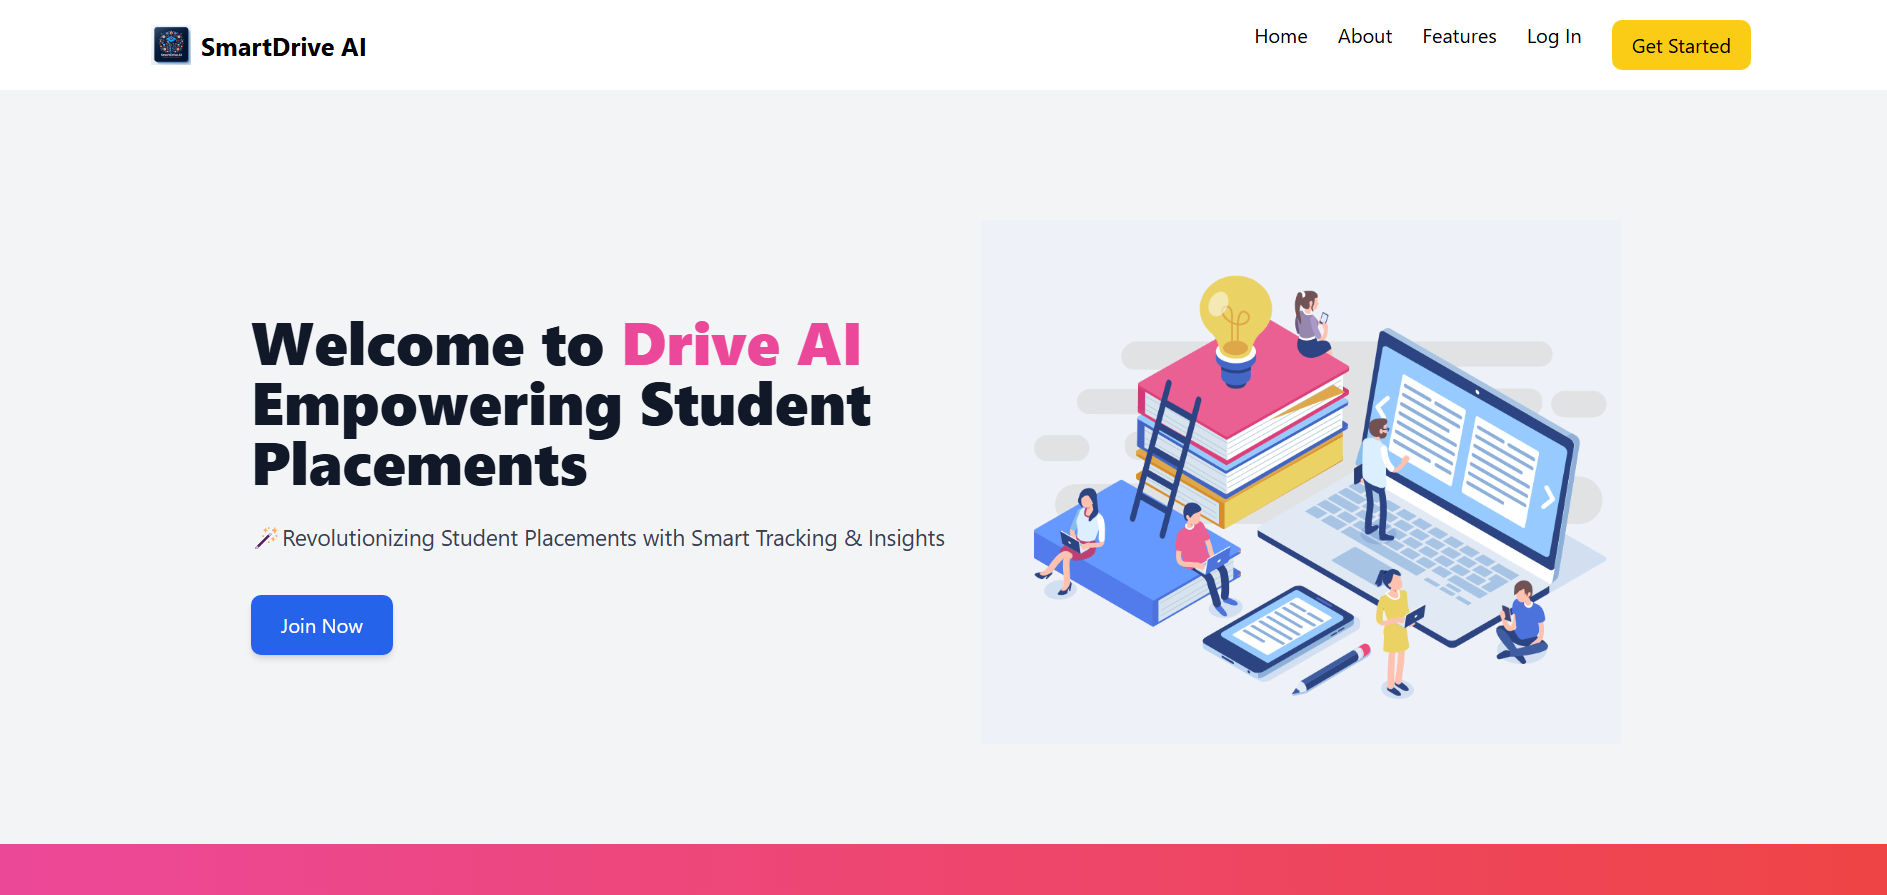 SmartDrive AI
Home About Features Log In Get Started
Welcome to Drive AI
Empowering Student
Placements
🪄Revolutionizing Student Placements with Smart Tracking & Insights
Join Now